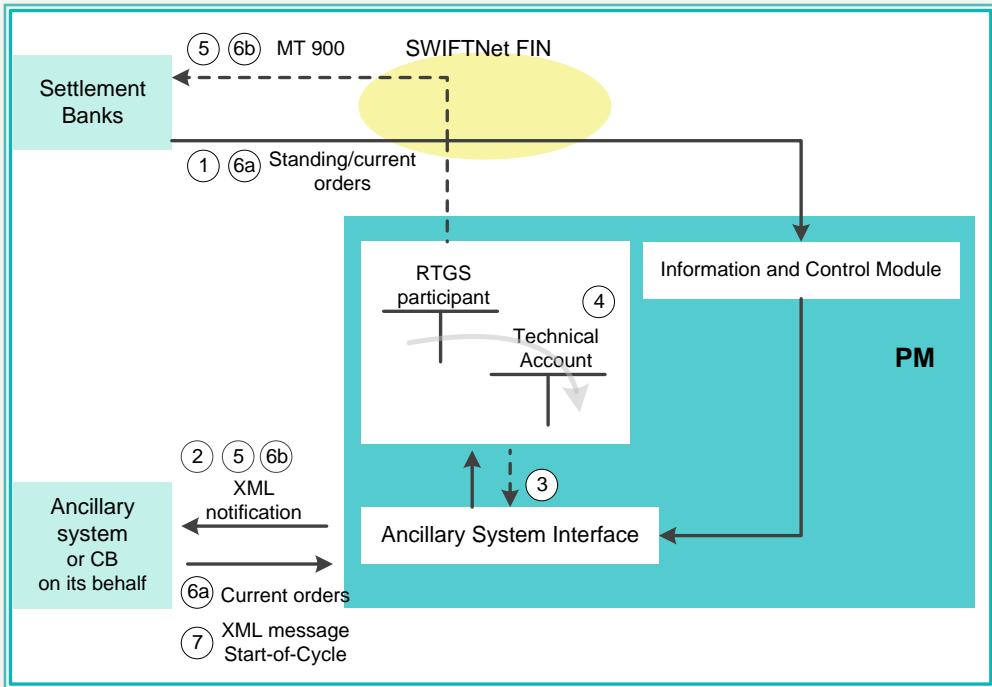 5 6b MT 900
SWIFTNet FIN
Settlement
Banks
1 6a Standing/current
orders
RTGS
participant
4
Technical
Account
Information and Control Module
PM
2 5 6b
XML
notification
3
Ancillary
system
or CB
on its behalf
Ancillary System Interface
6a Current orders
7 XML message
Start-of-Cycle